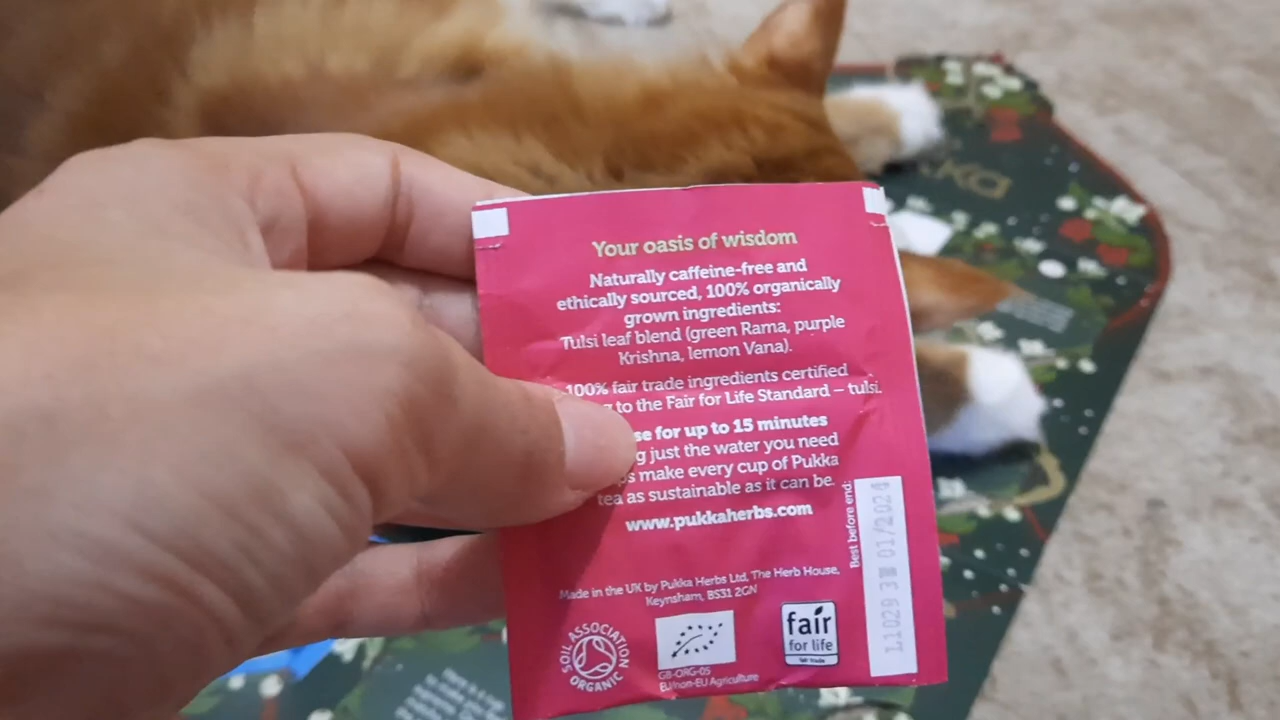 Your oasis of wisdom
Naturally caffeine-free and
ethically sourced, 100% organically
grown ingredients:
Tulsi leaf blend (green Rama, purple
Krishna, lemon Vana).
100% fair trade ingredients certified
to the Fair for Life Standard – tulsi.
for up to 15 minutes
just the water you need
make every cup of Pukka
tea as sustainable as it can be.
www.pukkaherbs.com
Best before end:
L1029 3 01/2024
Made in the UK by Pukka Herbs Ltd, The Herb House,
Keynsham, BS31 2GN
SOIL ASSOCIATION
ORGANIC
GB-ORG-05
EU/non-EU Agriculture
fair
for life
fair trade